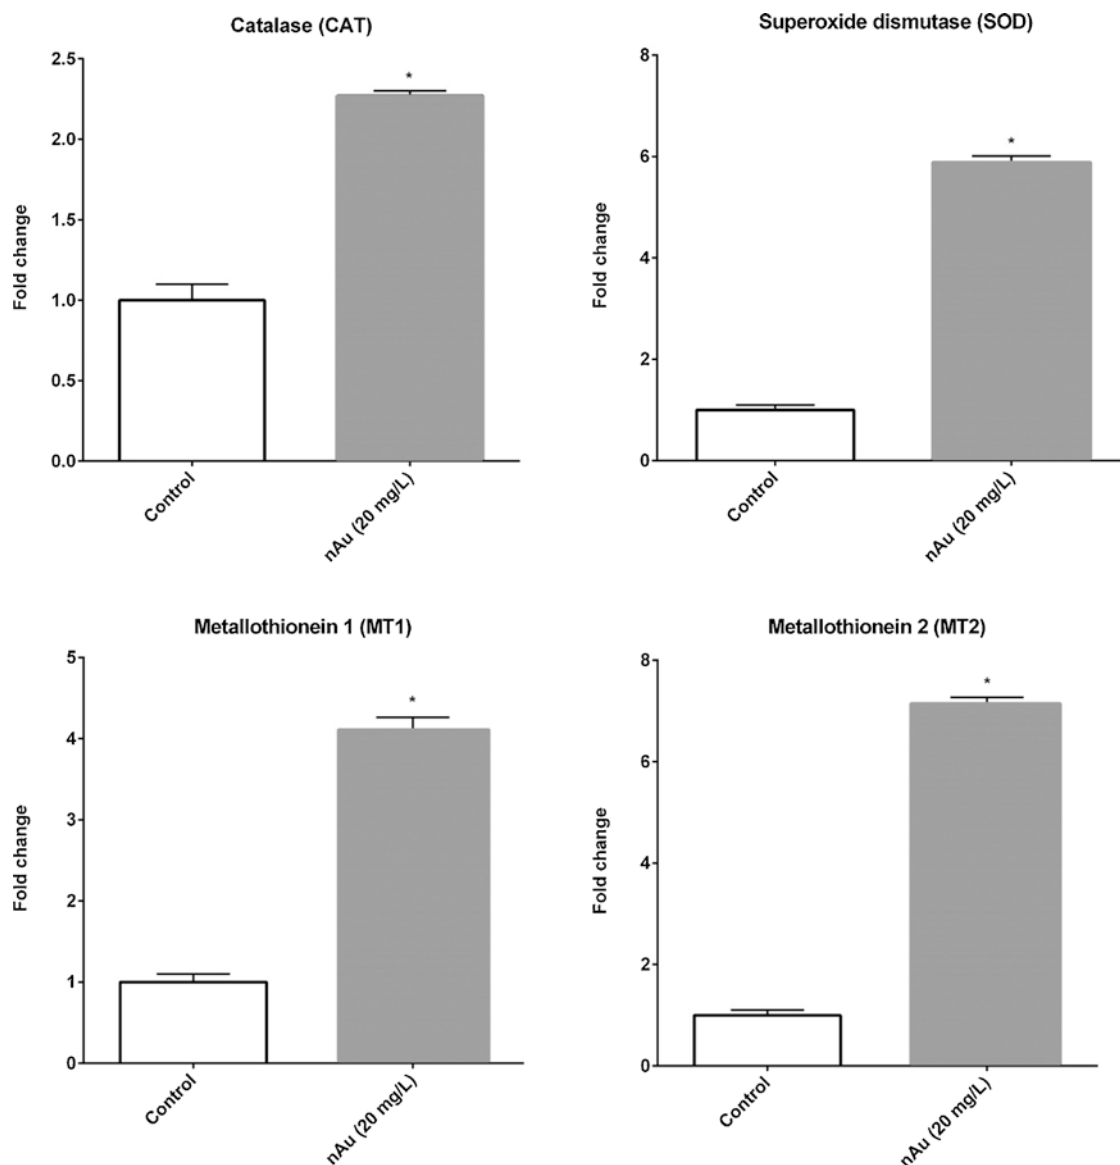 Catalase (CAT)
Fold change
2.5
2.0
1.5
1.0
0.5
0.0
*
Control
nAu (20 mg/L)
Superoxide dismutase (SOD)
Fold change
8
6
4
2
0
*
Control
nAu (20 mg/L)
Metallothionein 1 (MT1)
Fold change
5
4
3
2
1
0
*
Control
nAu (20 mg/L)
Metallothionein 2 (MT2)
Fold change
8
6
4
2
0
*
Control
nAu (20 mg/L)